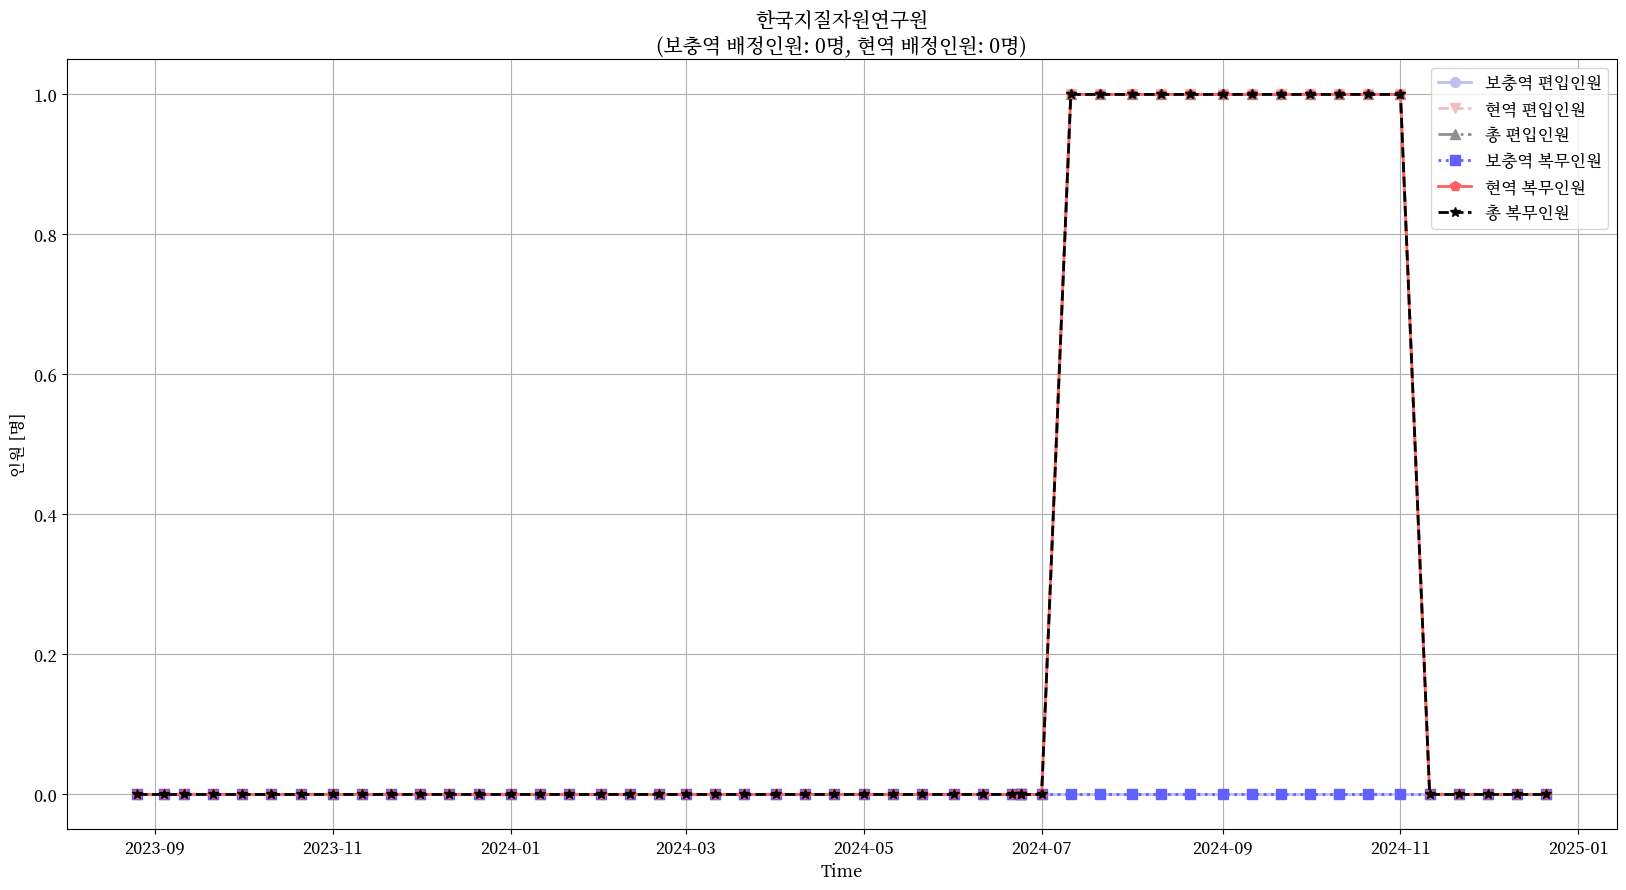 한국지질자원연구원
(보충역 배정인원: 0명, 현역 배정인원: 0명)
보충역 편입인원
현역 편입인원
총 편입인원
보충역 복무인원
현역 복무인원
총 복무인원
인원 [명]
1.0
0.8
0.6
0.4
0.2
0.0
2023-09
2023-11
2024-01
2024-03
2024-05
2024-07
2024-09
2024-11
2025-01
Time